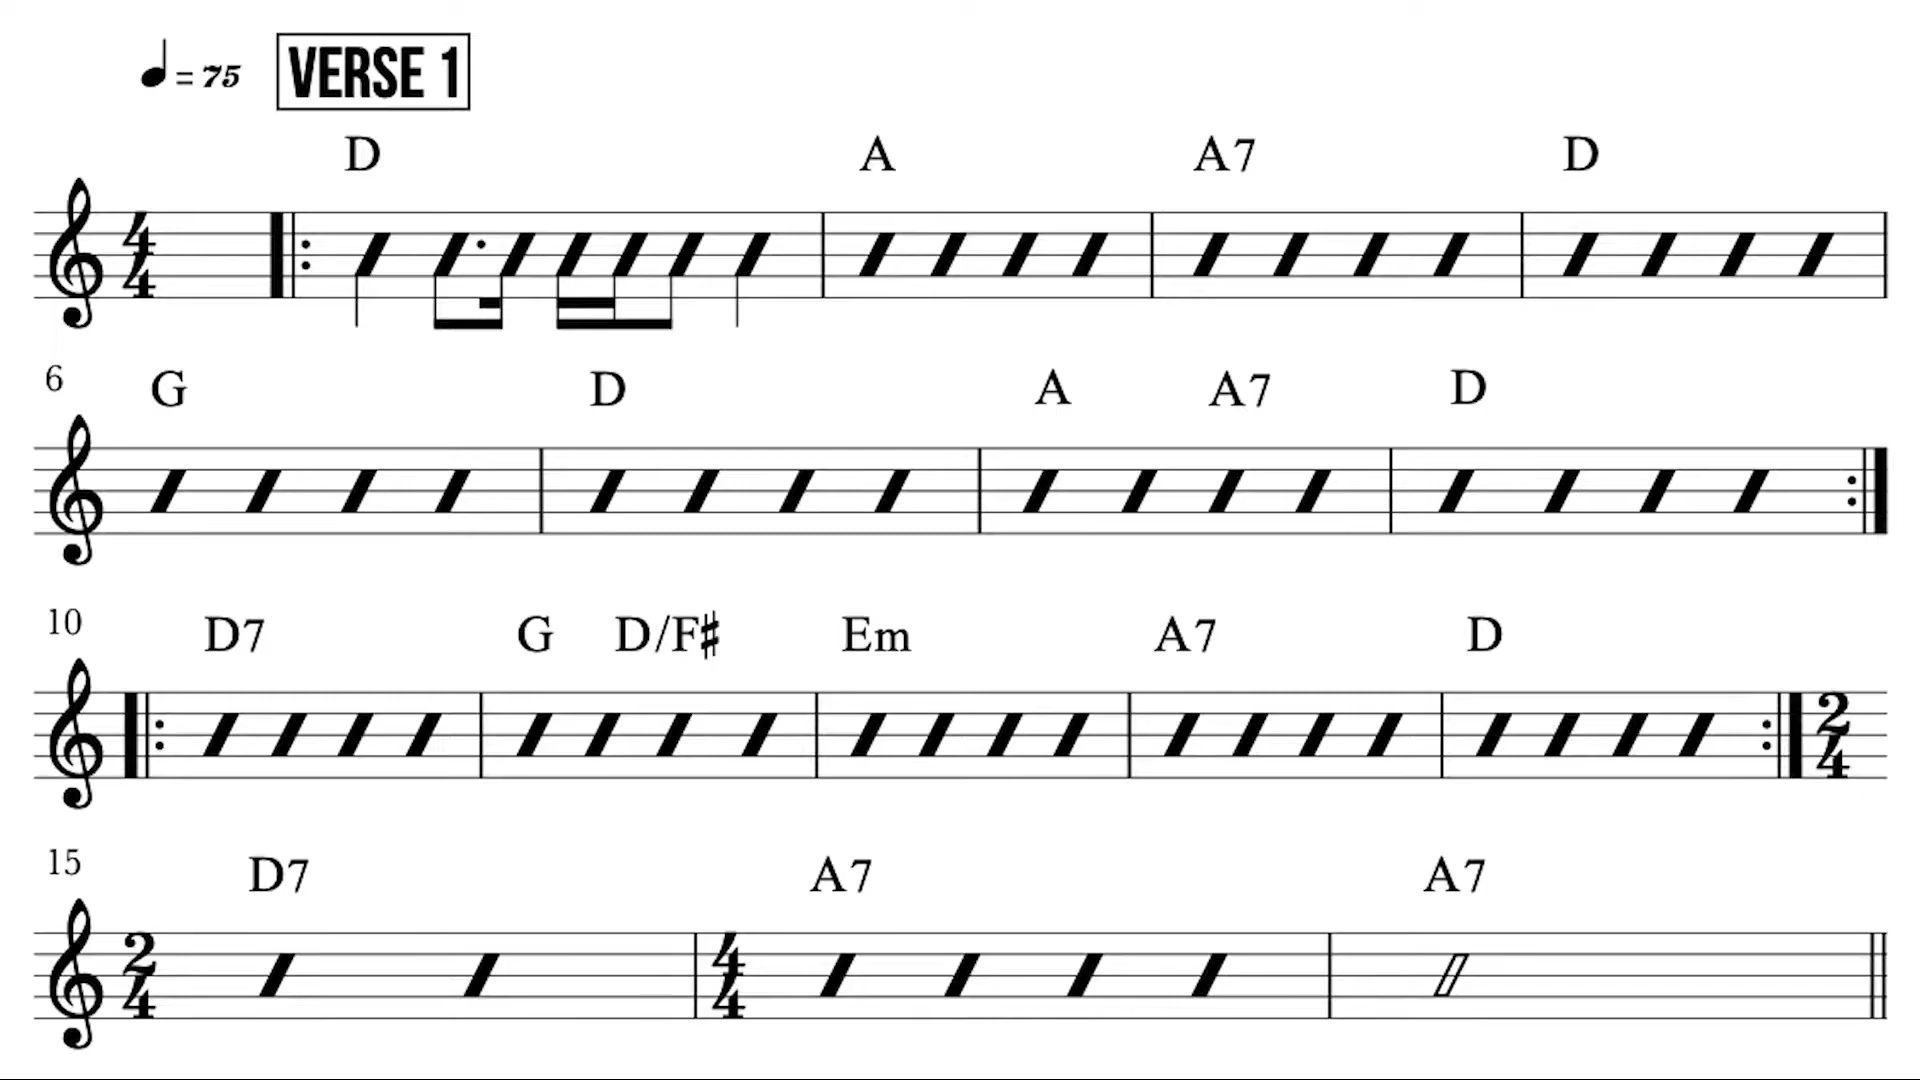 ♩ = 75 VERSE 1
D A A7 D
4/4
6
G D A A7 D
10
D7 G D/F♯ Em A7 D
2/4
15
D7 A7 A7
2/4 4/4